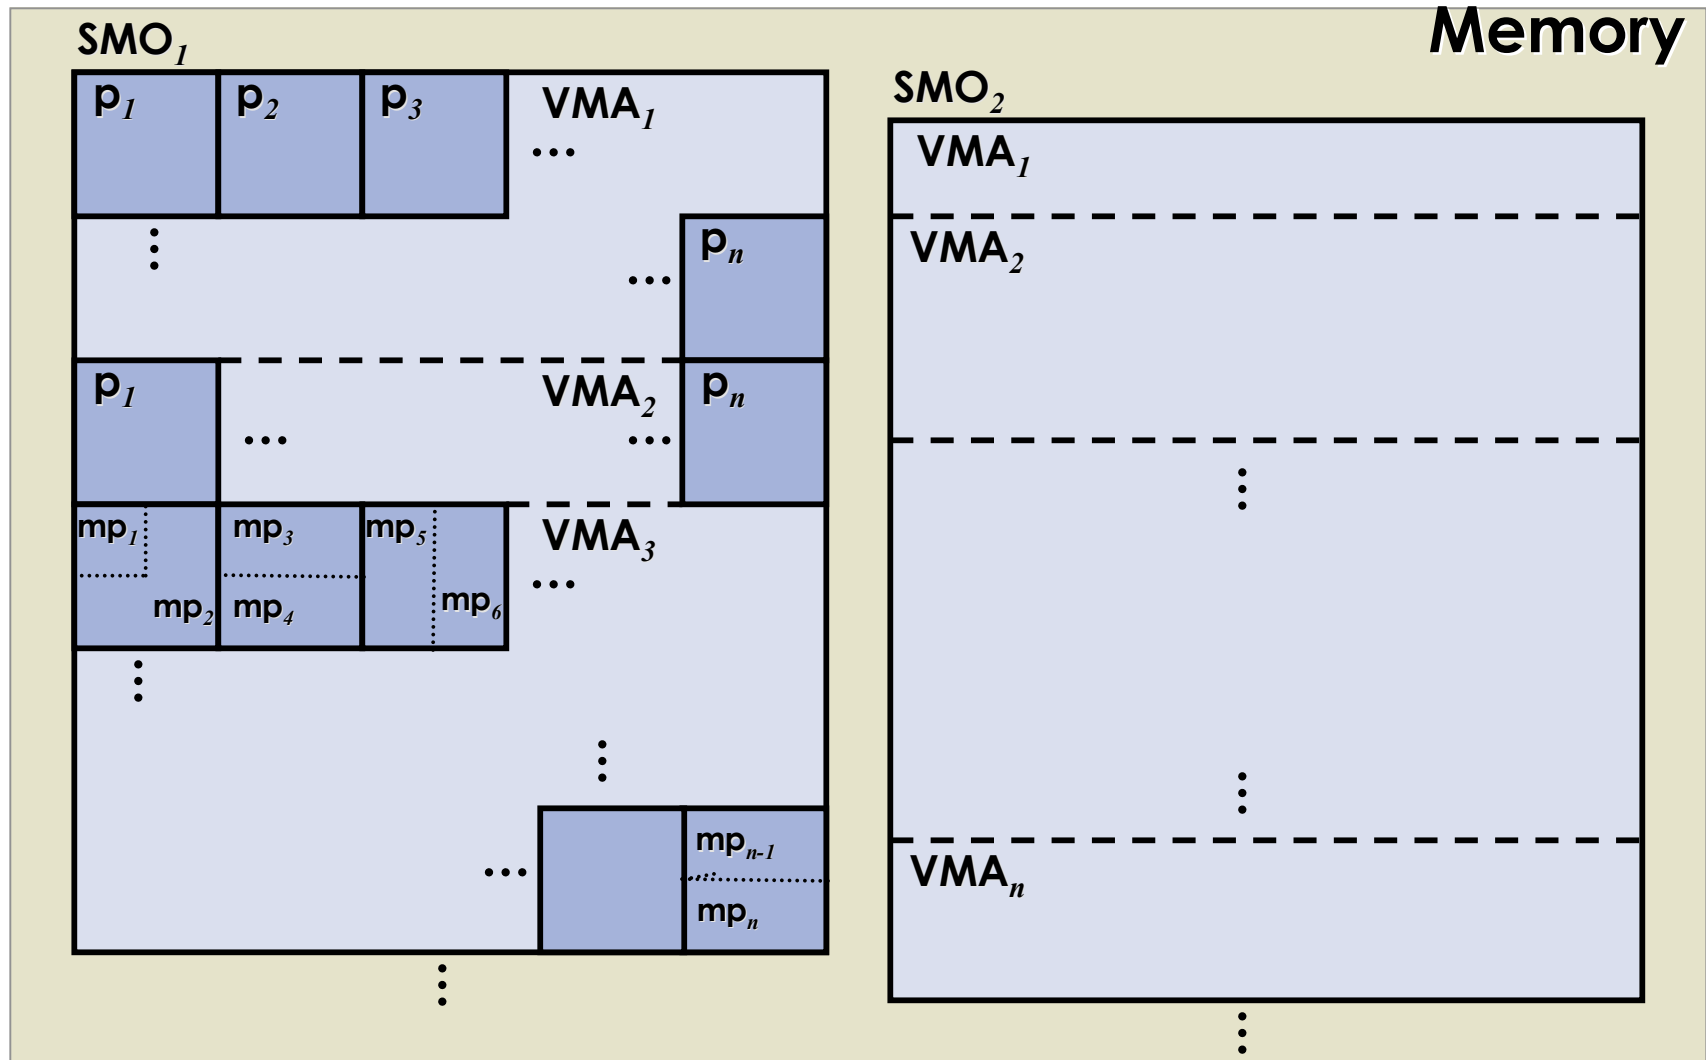 Memory
SMO1
p1 p2 p3 VMA1
...
pn
...
p1 VMA2 pn
... ...
mp1 mp3 mp5 VMA3
...
mp2 mp4 mp6
...
mpn-1
...
mpn
SMO2
VMA1
VMA2
VMAn